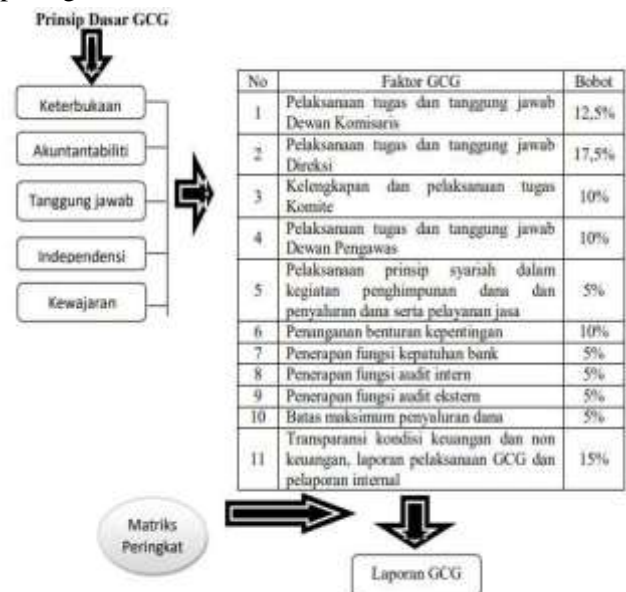 Prinsip Dasar GCG
Keterbukaan
Akuntantabiliti
Tanggung jawab
Independensi
Kewajaran
No Faktor GCG Bobot
1 Pelaksanaan tugas dan tanggung jawab Dewan Komisaris 12,5%
2 Pelaksanaan tugas dan tanggung jawab Direksi 17,5%
3 Kelengkapan dan pelaksanaan tugas Komite 10%
4 Pelaksanaan tugas dan tanggung jawab Dewan Pengawas 10%
5 Pelaksanaan prinsip syariah dalam kegiatan penghimpunan dana dan penyaluran dana serta pelayanan jasa 5%
6 Penanganan benturan kepentingan 10%
7 Penerapan fungsi kepatuhan bank 5%
8 Penerapan fungsi audit intern 5%
9 Penerapan fungsi audit ekstern 5%
10 Batas maksimum penyaluran dana 5%
11 Transparansi kondisi keuangan dan non keuangan, laporan pelaksanaan GCG dan pelaporan internal 15%
Matriks
Peringkat
Laporan GCG